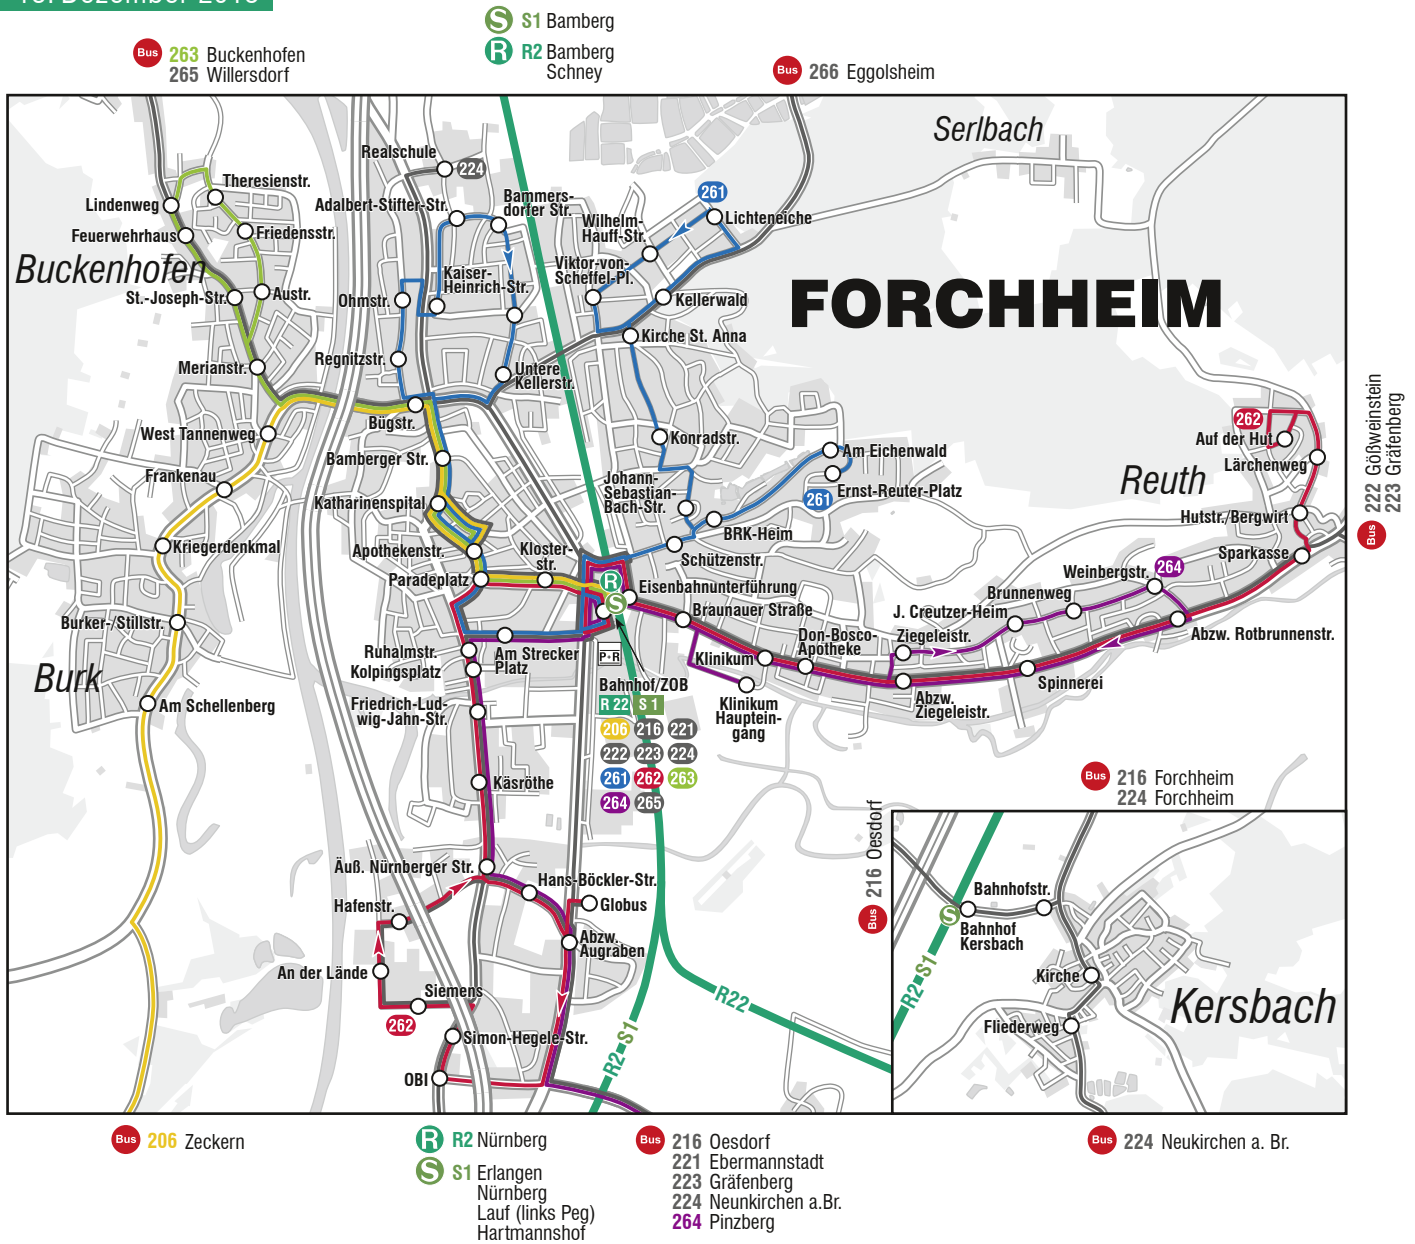 S S1 Bamberg
R R2 Bamberg
Schney
Bus 263 Buckenhofen
265 Willersdorf
Bus 266 Eggolsheim
Serlbach
Realschule
224
Theresienstr.
Lindenweg
Adalbert-Stifter-Str.
Bammers-
dorfer Str.
261
Wilhelm-
Hauff-Str.
Lichteneiche
Feuerwehrhaus
Friedensstr.
Buckenhofen
Viktor-von-
Scheffel-Pl.
Kaiser-
Heinrich-Str.
St.-Joseph-Str.
Austr.
Ohmstr.
Kellerwald
FORCHHEIM
Kirche St. Anna
Merianstr.
Regnitzstr.
Untere
Kellerstr.
Bügstr.
West Tannenweg
Konradstr.
Bamberger Str.
Am Eichenwald
262
Auf der Hut
Lärchenweg
Reuth
Frankenau
Johann-
Sebastian-
Bach-Str.
261
Ernst-Reuter-Platz
Katharinenspital
Hutstr./Bergwirt
BRK-Heim
Kriegerdenkmal
Apothekenstr.
Kloster-
str.
Schützenstr.
Sparkasse
Bus 222 Gößweinstein
223 Gräfenberg
Paradeplatz
R
S
Eisenbahnunterführung
Weinbergstr.
264
Brunnenweg
Braunauer Straße
J. Creutzer-Heim
Burker-/Stillstr.
Don-Bosco-
Apotheke
Ziegeleistr.
Abzw. Rotbrunnenstr.
Ruhalmstr.
Am Strecker
Platz
P+R
Klinikum
Kolpingsplatz
Burk
Spinnerei
Bahnhof/ZOB
R 22 S 1
206 216 221
222 223 224
261 262 263
264 265
Klinikum
Hauptein-
gang
Abzw.
Ziegeleistr.
Am Schellenberg
Friedrich-Lud-
wig-Jahn-Str.
Käsröthe
Bus 216 Forchheim
224 Forchheim
Bus 216 Oesdorf
Äuß. Nürnberger Str.
Hans-Böckler-Str.
Hafenstr.
Globus
Abzw.
Augraben
An der Lände
Siemens
262
R22
Simon-Hegele-Str.
R2 S1
OBI
Bahnhofstr.
S
Bahnhof
Kersbach
Kirche
R2 S1
Kersbach
Fliederweg
Bus 206 Zeckern
R R2 Nürnberg
S S1 Erlangen
Nürnberg
Lauf (links Peg)
Hartmannshof
Bus 216 Oesdorf
221 Ebermannstadt
223 Gräfenberg
224 Neunkirchen a.Br.
264 Pinzberg
Bus 224 Neukirchen a. Br.